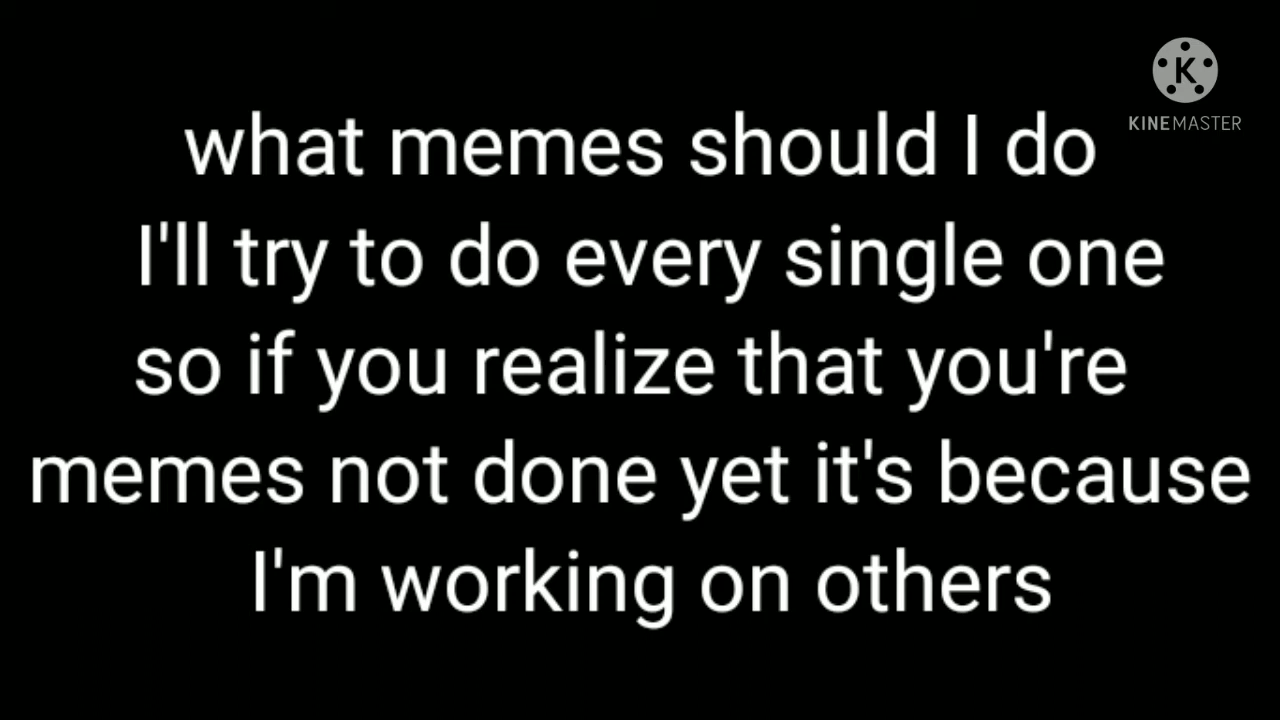 K
KINEMASTER
what memes should I do
I'll try to do every single one
so if you realize that you're
memes not done yet it's because
I'm working on others